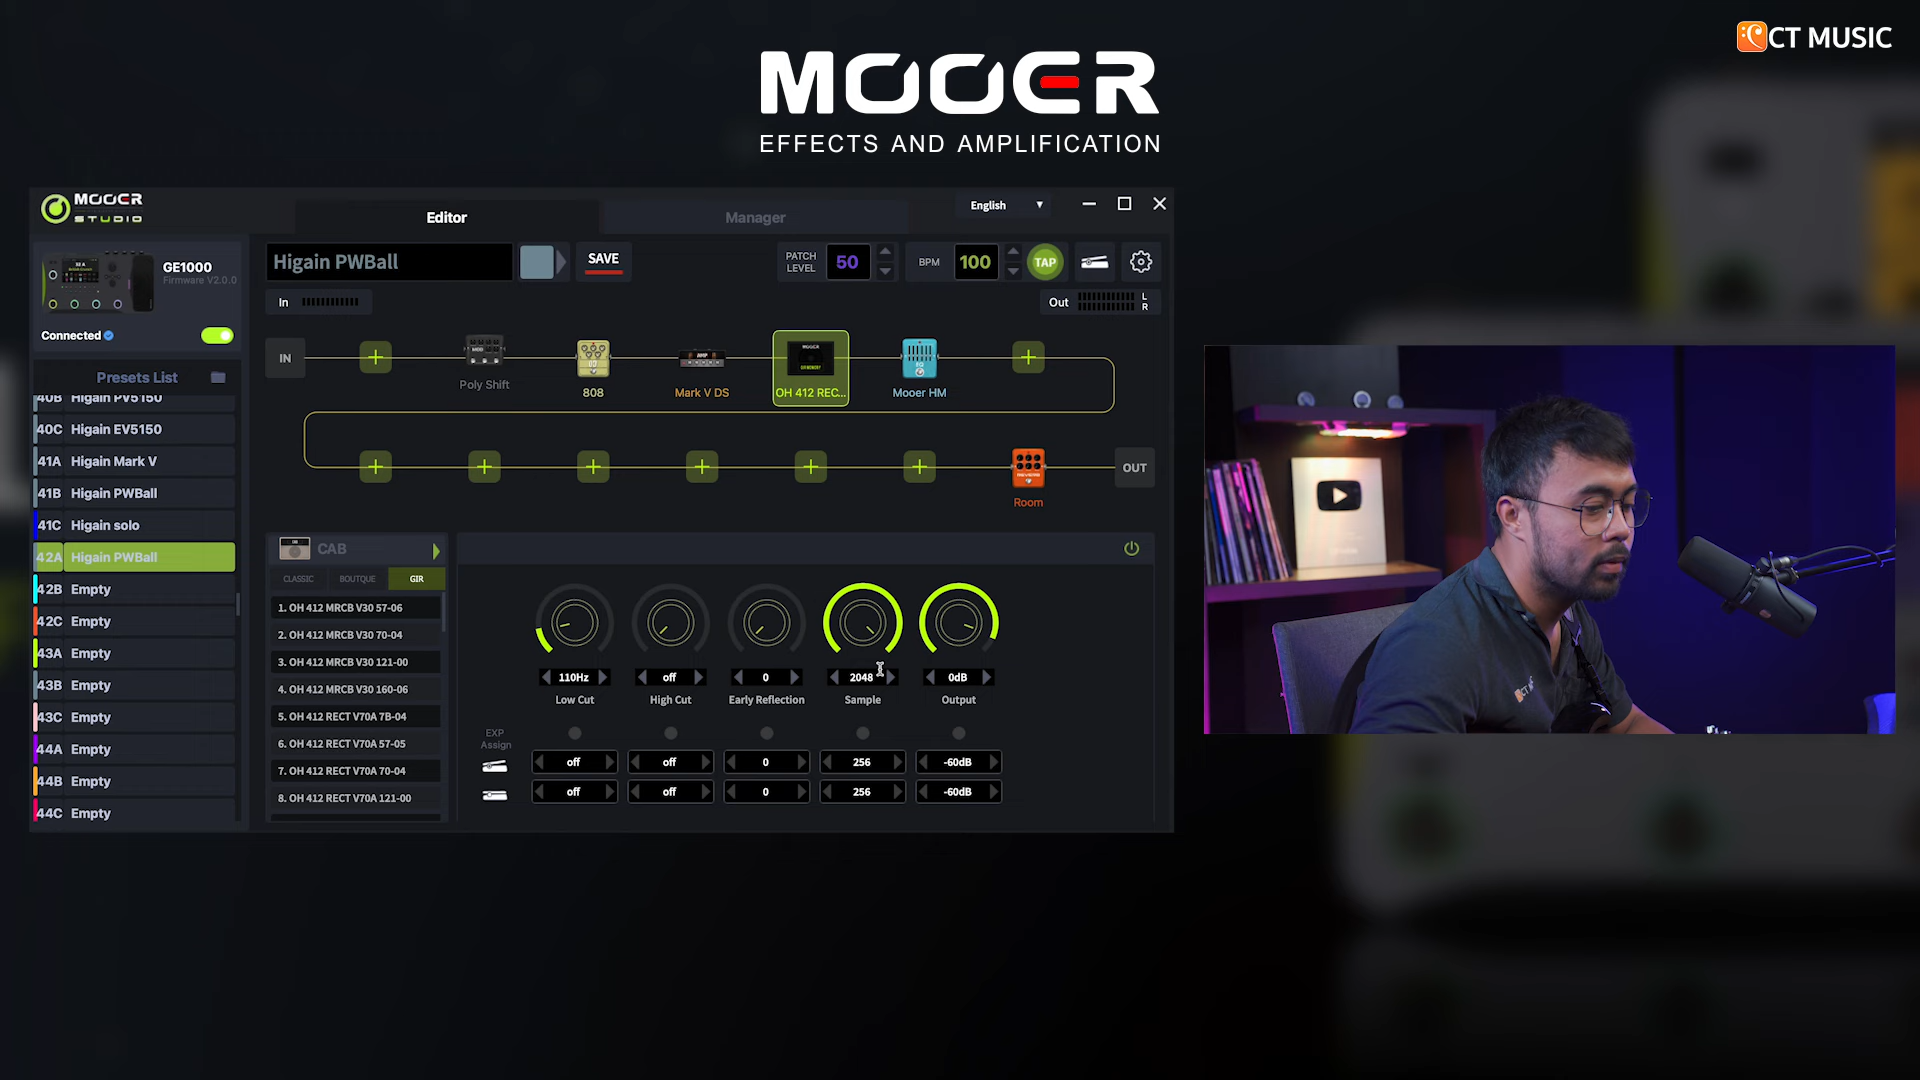 CT MUSIC
MOOER
EFFECTS AND AMPLIFICATION
MOOER
STUDIO
Editor
Manager
English
GE1000
Firmware V2.0.0
Connected
Higain PWBall
SAVE
PATCH
LEVEL
50
BPM
100
TAP
In
Out
L
R
Presets List
40B Higain PV5150
40C Higain EV5150
41A Higain Mark V
41B Higain PWBall
41C Higain solo
42A Higain PWBall
42B Empty
42C Empty
43A Empty
43B Empty
43C Empty
44A Empty
44B Empty
44C Empty
IN
Poly Shift
808
Mark V DS
OH 412 REC...
Mooer HM
Room
OUT
CAB
CLASSIC
BOUTQUE
GIR
1. OH 412 MRCB V30 57-06
2. OH 412 MRCB V30 70-04
3. OH 412 MRCB V30 121-00
4. OH 412 MRCB V30 160-06
5. OH 412 RECT V70A 7B-04
6. OH 412 RECT V70A 57-05
7. OH 412 RECT V70A 70-04
8. OH 412 RECT V70A 121-00
110Hz
off
0
2048
0dB
Low Cut
High Cut
Early Reflection
Sample
Output
EXP
Assign
off
off
0
256
-60dB
off
off
0
256
-60dB